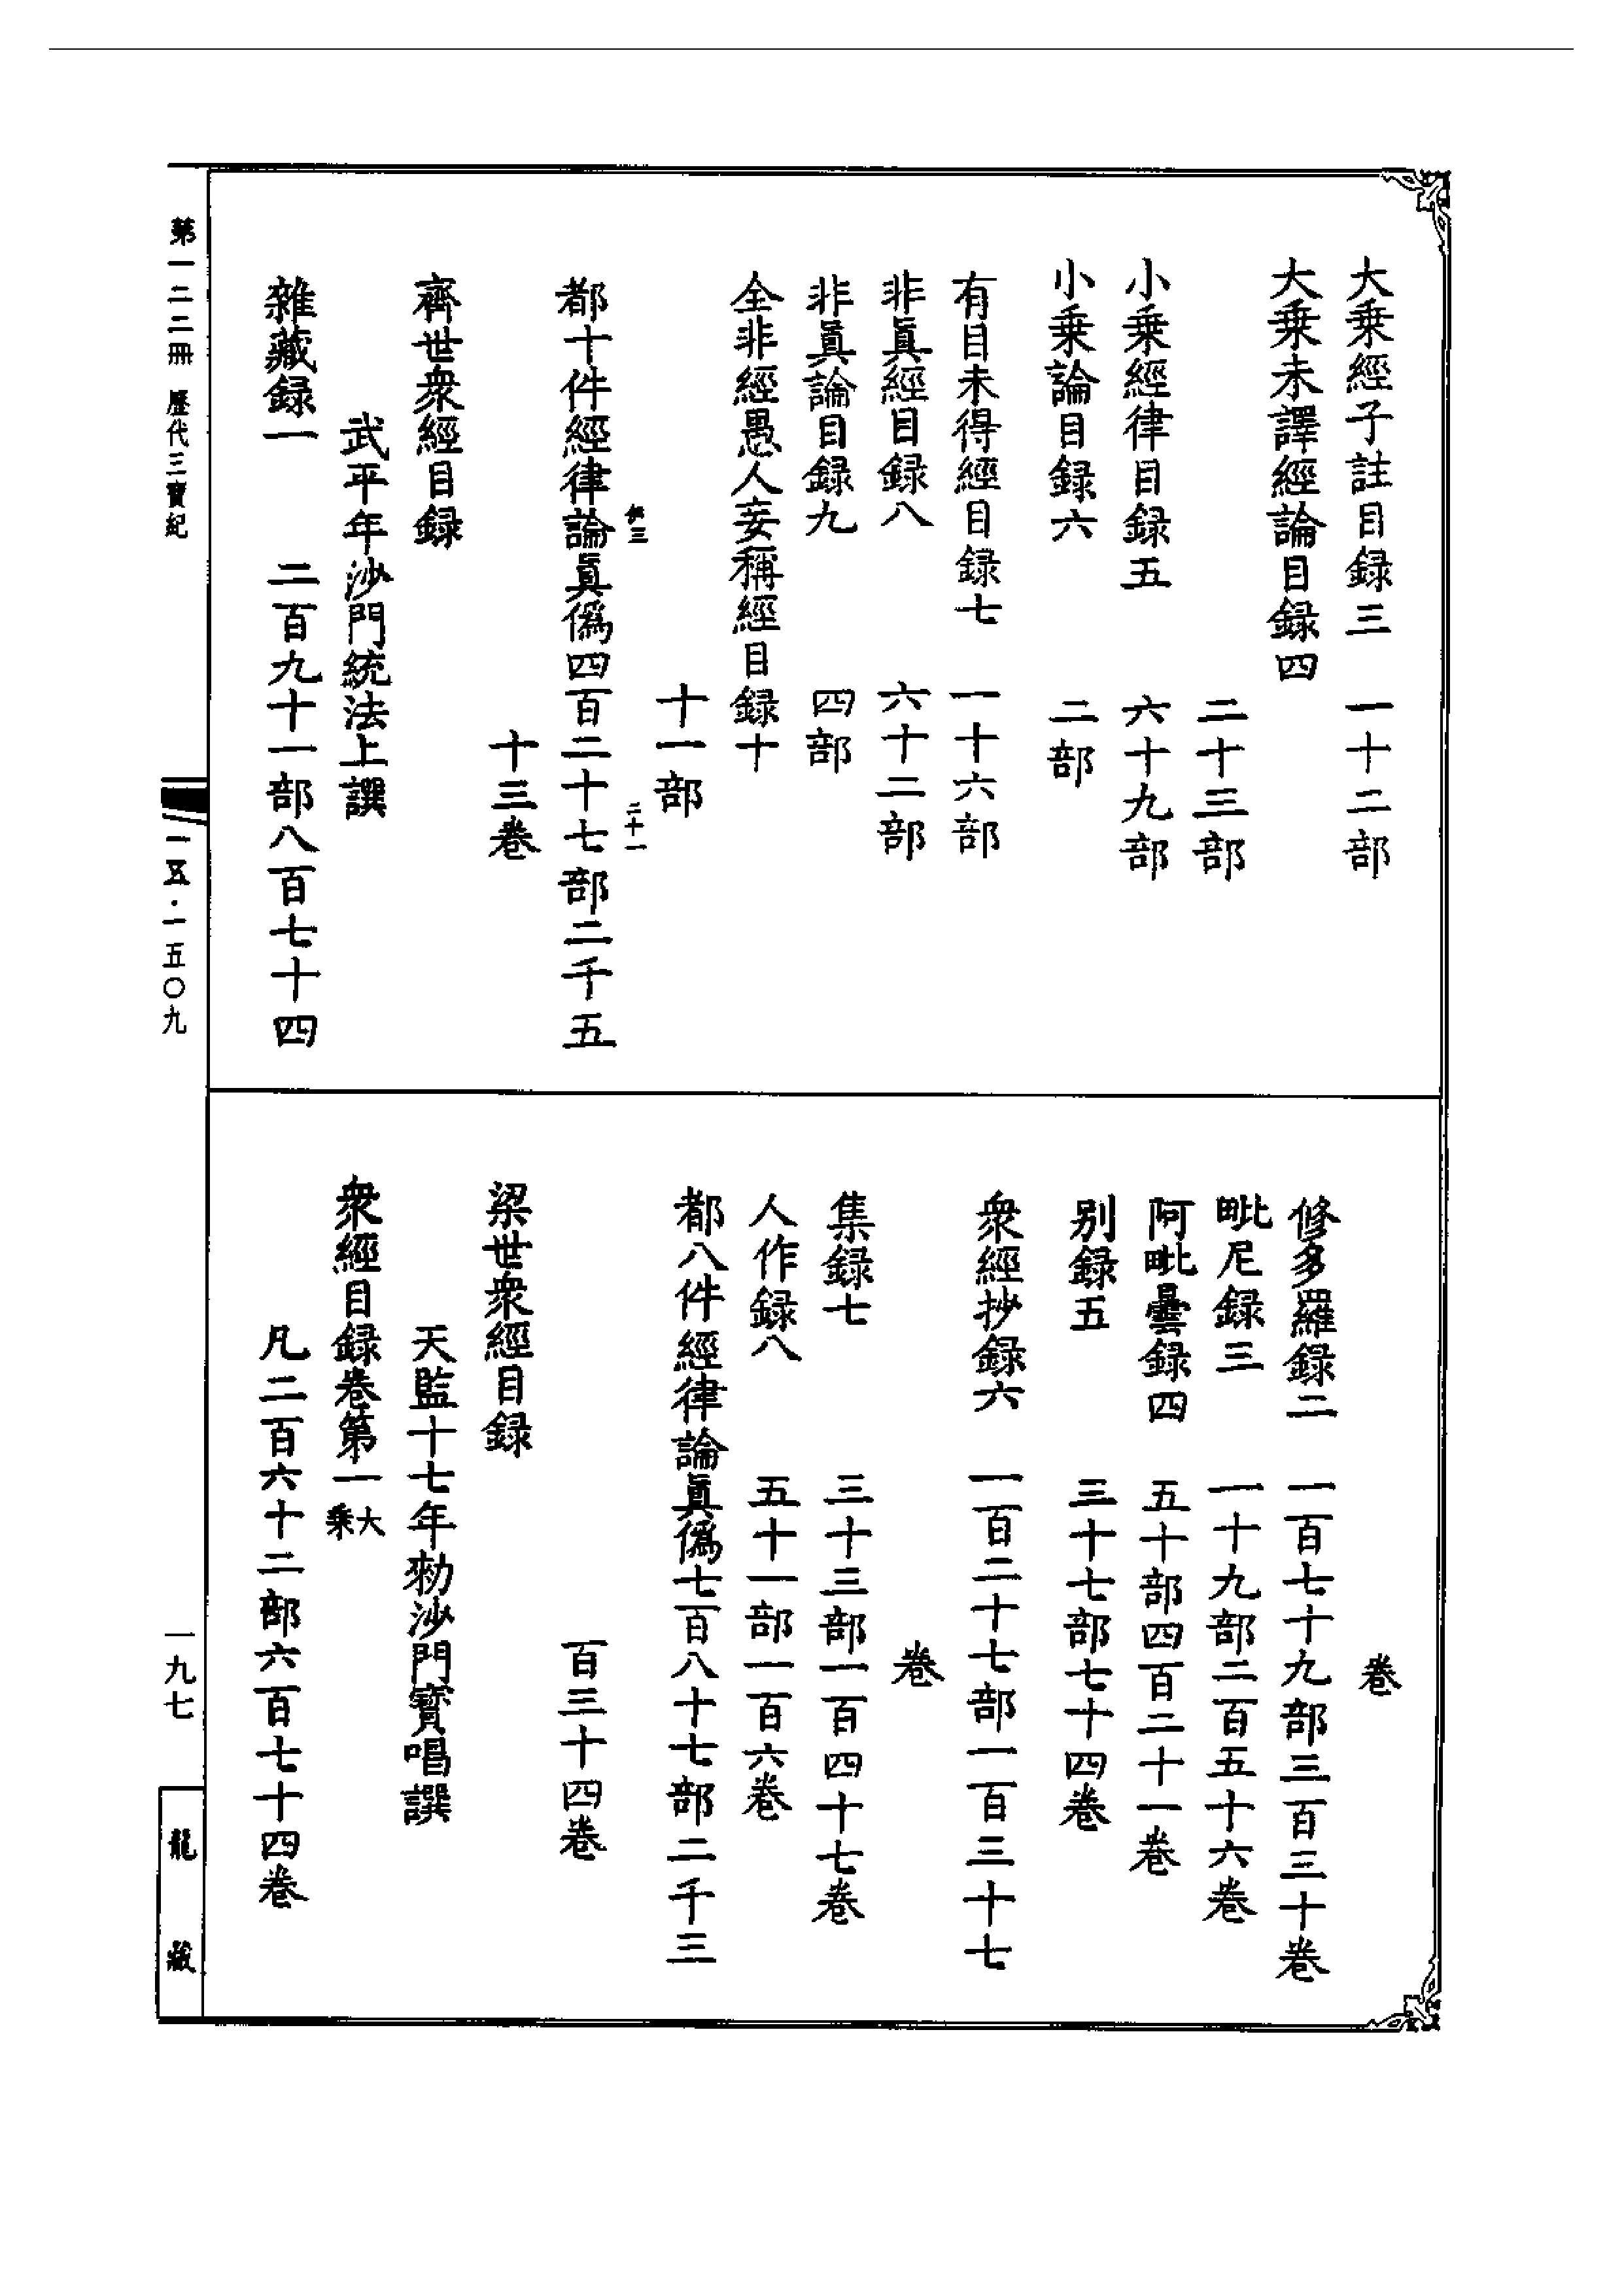 大乗經子註目録三　一十二部
大乗未譯經論目録四
二十三部
小乗經律目録五　六十九部
小乗論目録六　二部
有目未得經目録七　一十六部
非眞經目録八　六十二部
非眞論目録九　四部
全非經愚人妄稱經目録十
十一部
二十一
都十件經律論眞僞四百二十七部二千五
十三卷
齊世衆經目録
武平年沙門統法上譔
雜藏録一　二百九十一部八百七十四
卷
修多羅録二　一百七十九部三百三十卷
毗尼録三　一十九部二百五十六卷
阿毗曇録四　五十部四百二十一卷
别録五　三十七部七十四卷
衆經抄録六　一百二十七部一百三十七
卷
集録七　三十三部一百四十七卷
人作録八　五十一部一百六卷
都八件經律論眞僞七百八十七部二千三
百三十四卷
梁世衆經目録
天監十七年勑沙門寳唱譔
衆經目録卷第一大乗
凡二百六十二部六百七十四卷
第一二二冊　歷代三寶紀
一五·一五〇九
一九七
龍藏